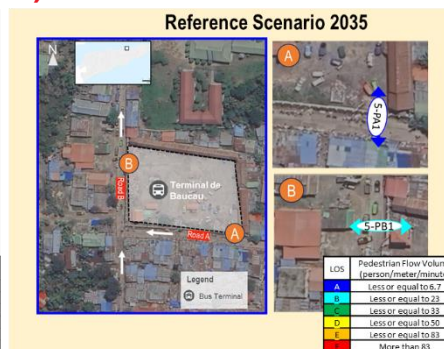 Reference Scenario 2035
N
A
B
Terminal de
Baucau
Road B
Road A
A
5-PA1
B
5-PB1
Legend
Bus Terminal
LOS
Pedestrian Flow Volum
(person/meter/minut
A Less or equal to 6.7
B Less or equal to 23
C Less or equal to 33
D Less or equal to 50
E Less or equal to 83
F More than 83